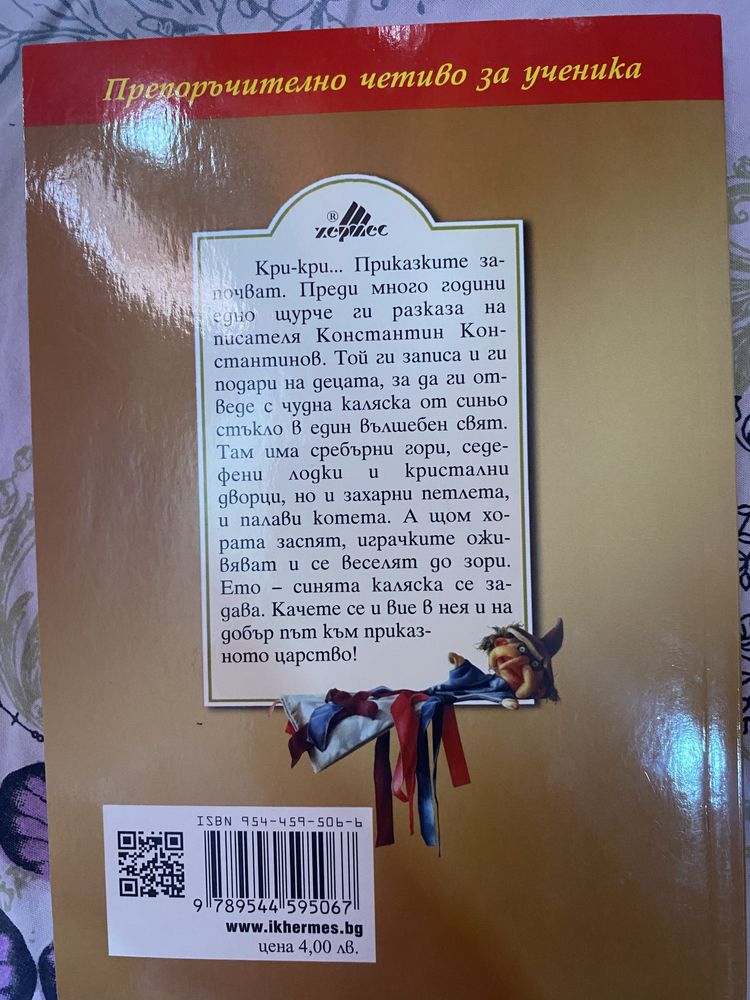 Препоръчително четиво за ученика
®
хермес
Кри-кри... Приказките за-
почват. Преди много години
едно щурче ги разказа на
писателя Константин Кон-
стантинов. Той ги записа и ги
подари на децата, за да ги от-
веде с чудна каляска от синьо
стъкло в един вълшебен свят.
Там има сребърни гори, седе-
фени лодки и кристални
дворци, но и захарни петлета,
и палави котета. А щом хо-
рата заспят, играчките ожи-
вяват и се веселят до зори.
Ето – синята каляска се за-
дава. Качете се и вие в нея и на
добър път към приказ-
ното царство!
ISBN 954-459-506-6
9 789544 595067
www.ikhermes.bg
цена 4,00 лв.